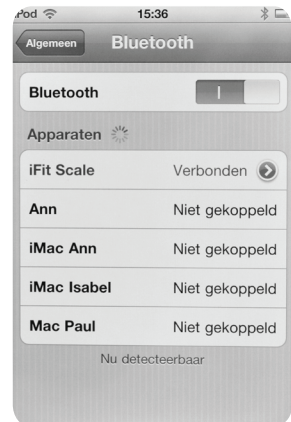 iPod 15:36
Algemeen Bluetooth
Bluetooth
Apparaten
iFit Scale Verbonden
Ann Niet gekoppeld
iMac Ann Niet gekoppeld
iMac Isabel Niet gekoppeld
Mac Paul Niet gekoppeld
Nu detecteerbaar